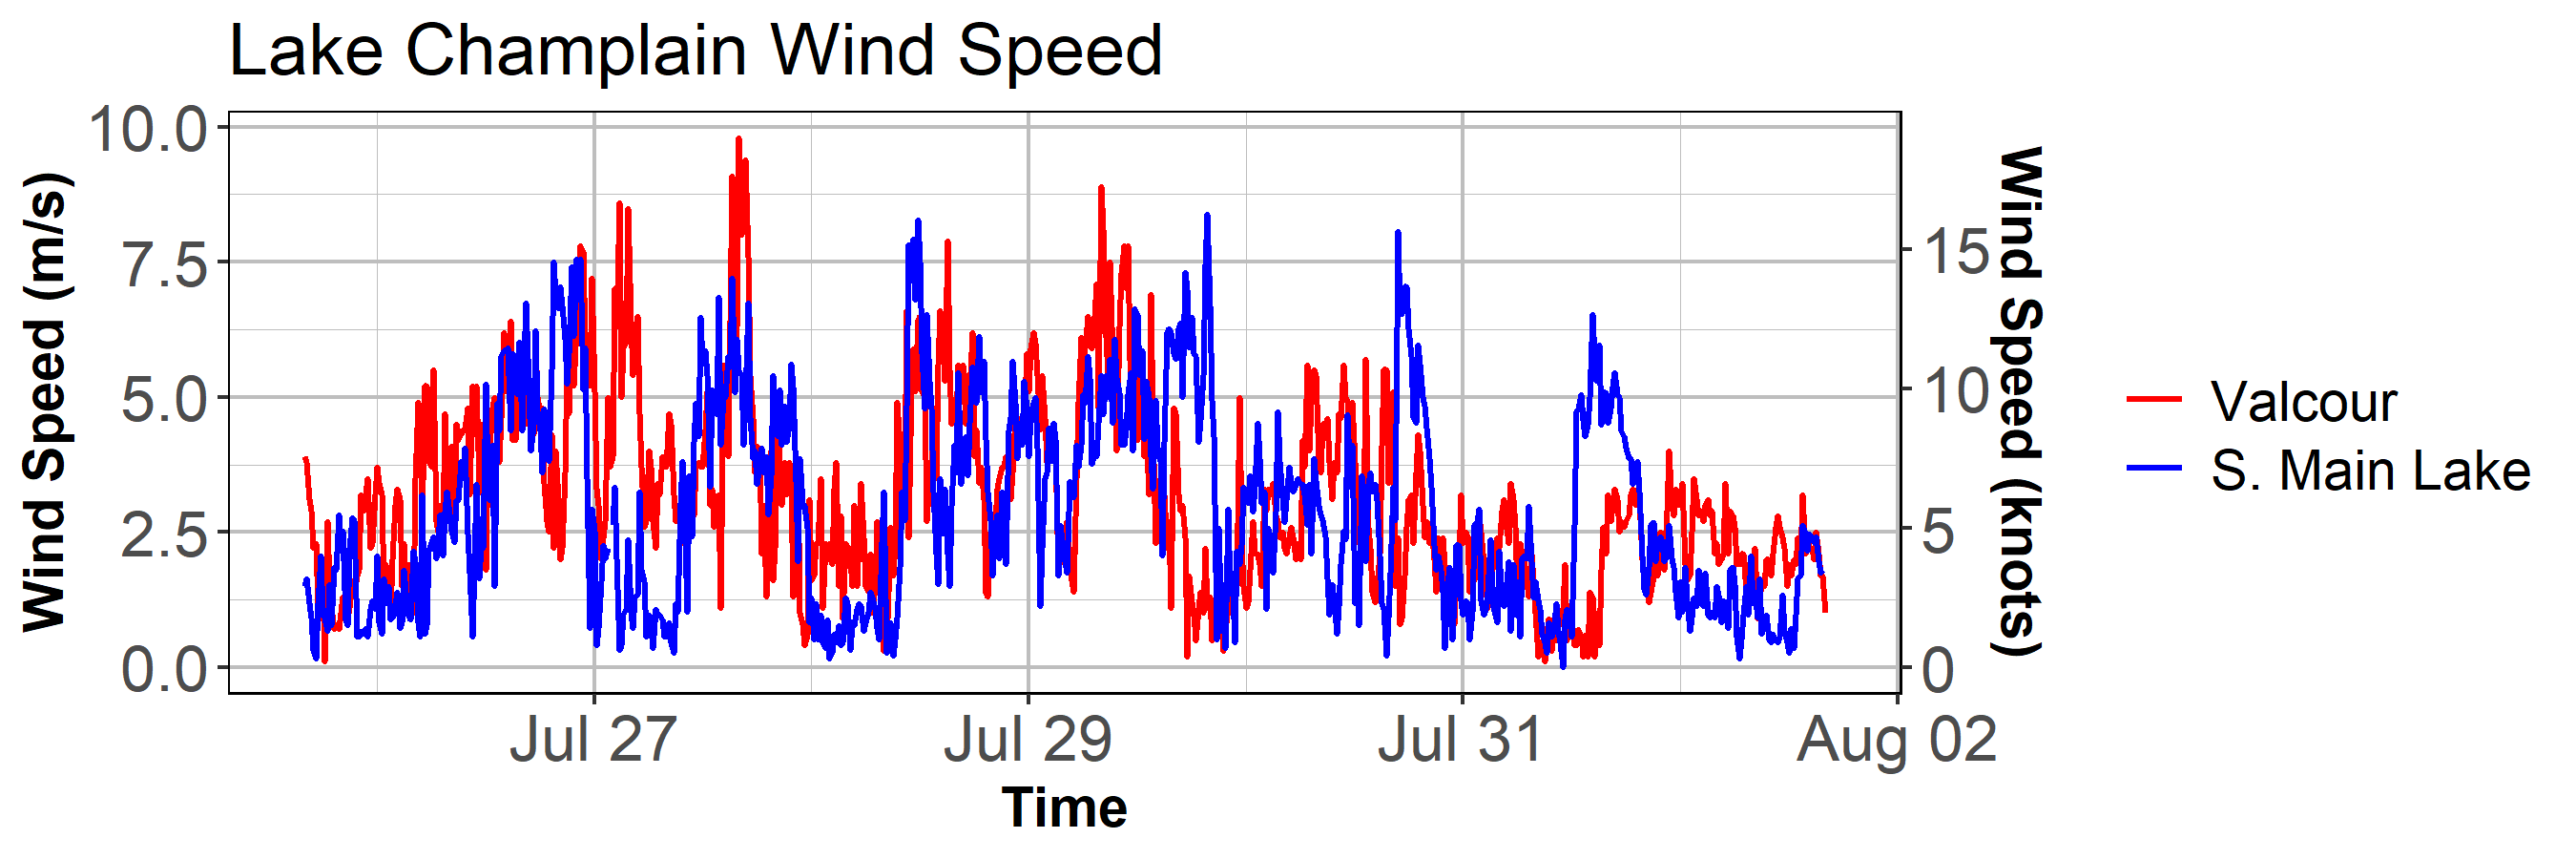 Lake Champlain Wind Speed
Wind Speed (m/s)
10.0
7.5
5.0
2.5
0.0
Jul 27
Jul 29
Jul 31
Aug 02
Time
15
10
5
0
Wind Speed (knots)
Valcour
S. Main Lake